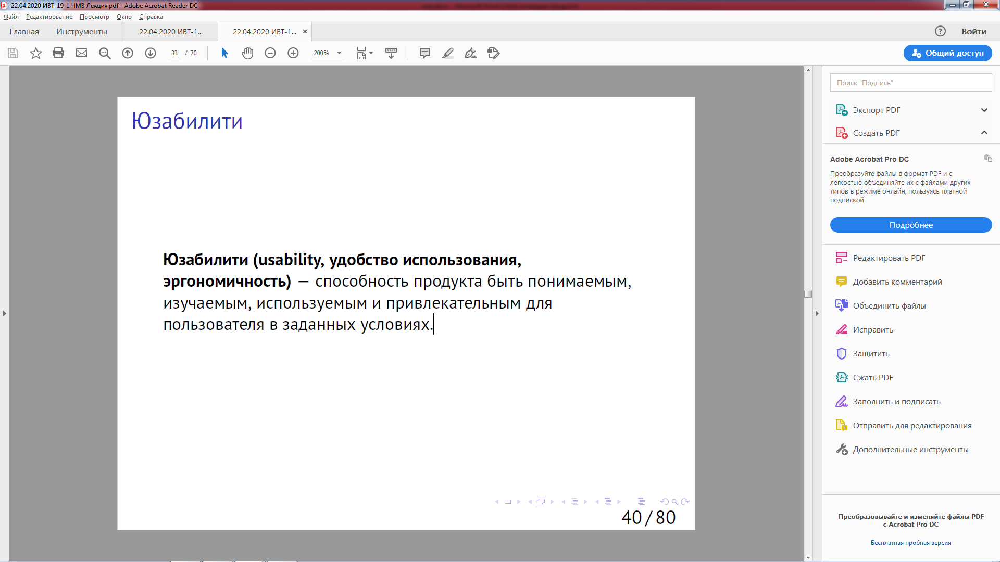 22.04.2020 ИВТ-19-1 ЧМВ Лекция.pdf - Adobe Acrobat Reader DC
Файл Редактирование Просмотр Окно Справка
Главная Инструменты 22.04.2020 ИВТ-1... 22.04.2020 ИВТ-1... Войти
33 / 70 200% Общий доступ
Юзабилити
Юзабилити (usability, удобство использования,
эргономичность) — способность продукта быть понимаемым,
изучаемым, используемым и привлекательным для
пользователя в заданных условиях.
40/80
Поиск "Подпись"
Экспорт PDF
Создать PDF
Adobe Acrobat Pro DC
Преобразуйте файлы в формат PDF и с
легкостью объединяйте их с файлами других
типов в режиме онлайн, пользуясь платной
подпиской
Подробнее
Редактировать PDF
Добавить комментарий
Объединить файлы
Исправить
Защитить
Сжать PDF
Заполнить и подписать
Отправить для редактирования
Дополнительные инструменты
Преобразовывайте и изменяйте файлы PDF
с Acrobat Pro DC
Бесплатная пробная версия